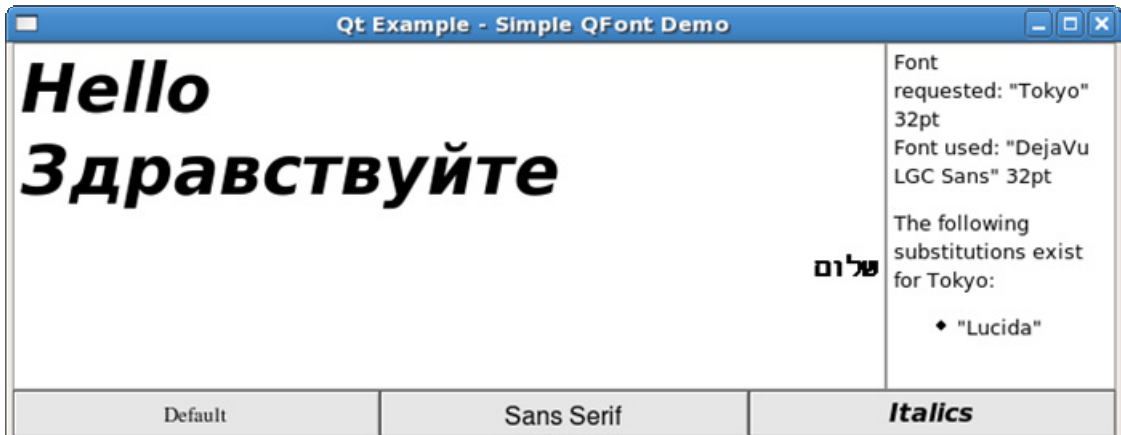 Qt Example - Simple QFont Demo
Hello
Здравствуйте
שלום
Font
requested: "Tokyo"
32pt
Font used: "DejaVu
LGC Sans" 32pt
The following
substitutions exist
for Tokyo:
"Lucida"
Default
Sans Serif
Italics